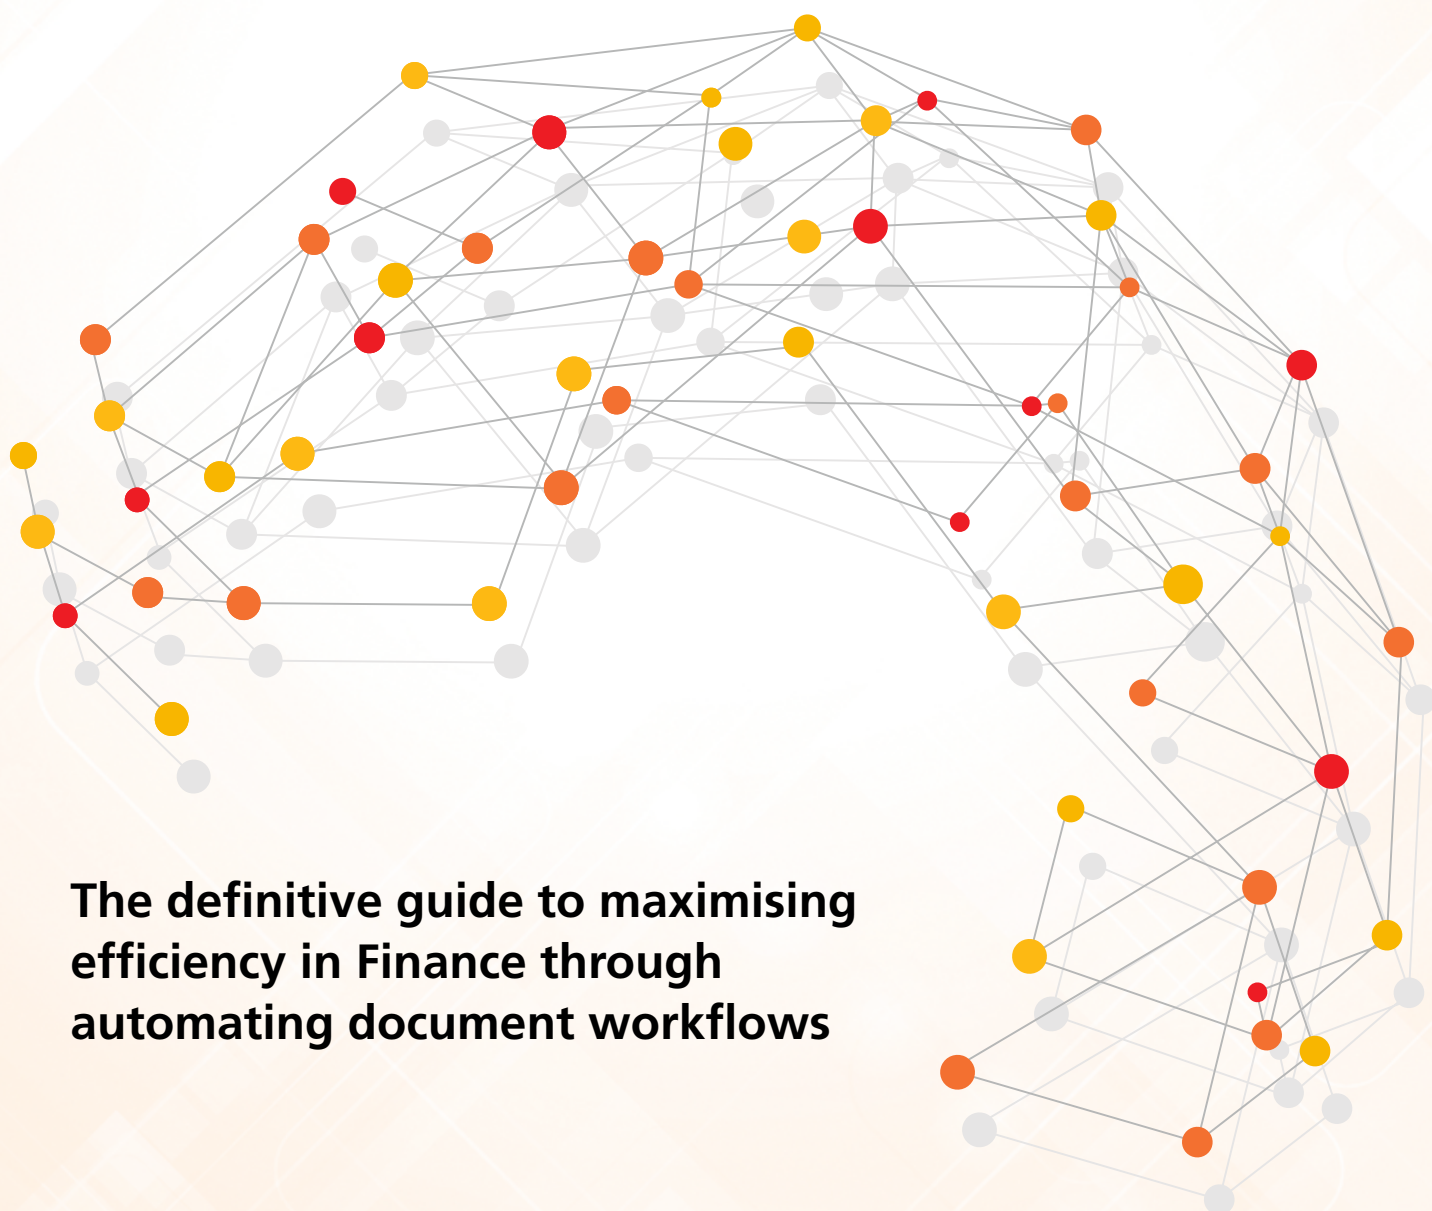 The definitive guide to maximising
efficiency in Finance through
automating document workflows